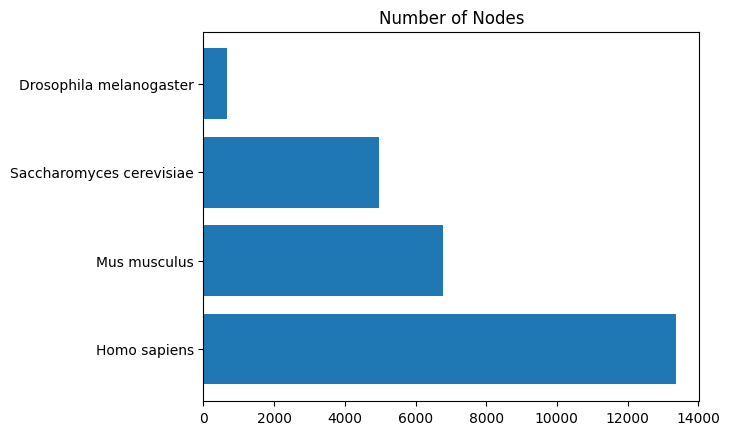 Number of Nodes
Drosophila melanogaster
Saccharomyces cerevisiae
Mus musculus
Homo sapiens
0 2000 4000 6000 8000 10000 12000 14000